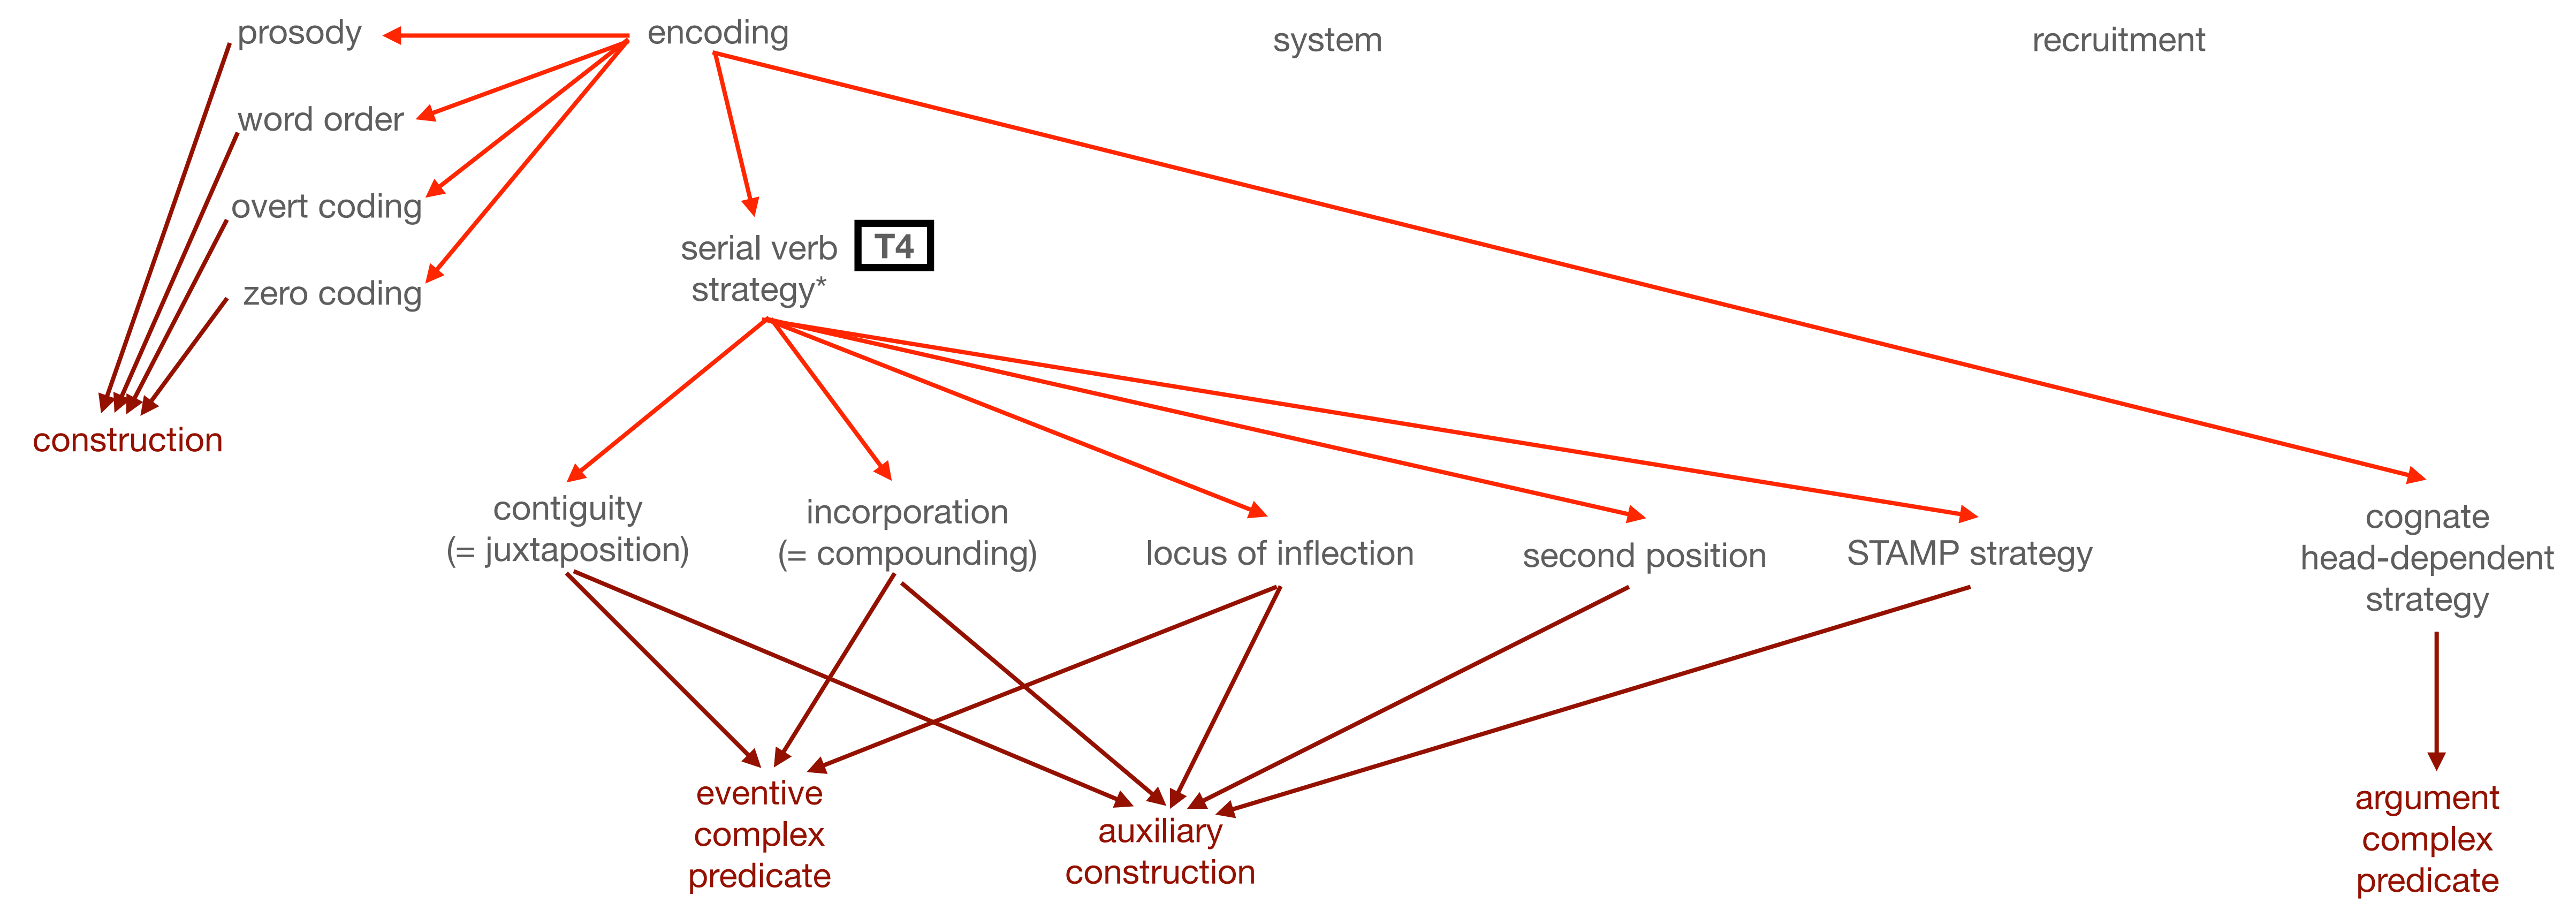 prosody
encoding
system
recruitment
word order
overt coding
zero coding
serial verb
strategy*
T4
construction
contiguity
(= juxtaposition)
incorporation
(= compounding)
locus of inflection
second position
STAMP strategy
cognate
head-dependent
strategy
eventive
complex
predicate
auxiliary
construction
argument
complex
predicate